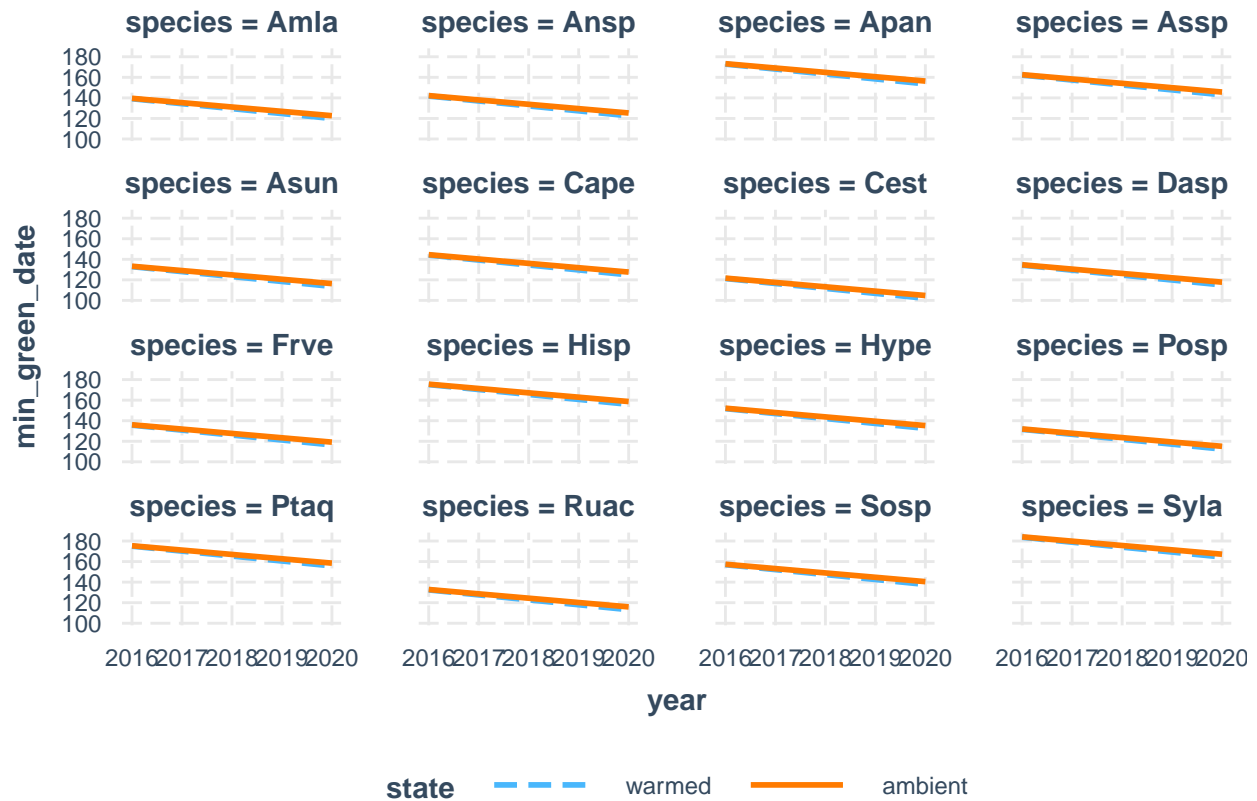 species = Amla species = Ansp species = Apan species = Assp
180
160
140
120
100
species = Asun species = Cape species = Cest species = Dasp
180
160
140
120
100
min_green_date
species = Frve species = Hisp species = Hype species = Posp
180
160
140
120
100
species = Ptaq species = Ruac species = Sosp species = Syla
180
160
140
120
100
2016 2017 2018 2019 2020 2016 2017 2018 2019 2020 2016 2017 2018 2019 2020 2016 2017 2018 2019 2020
year
state warmed ambient